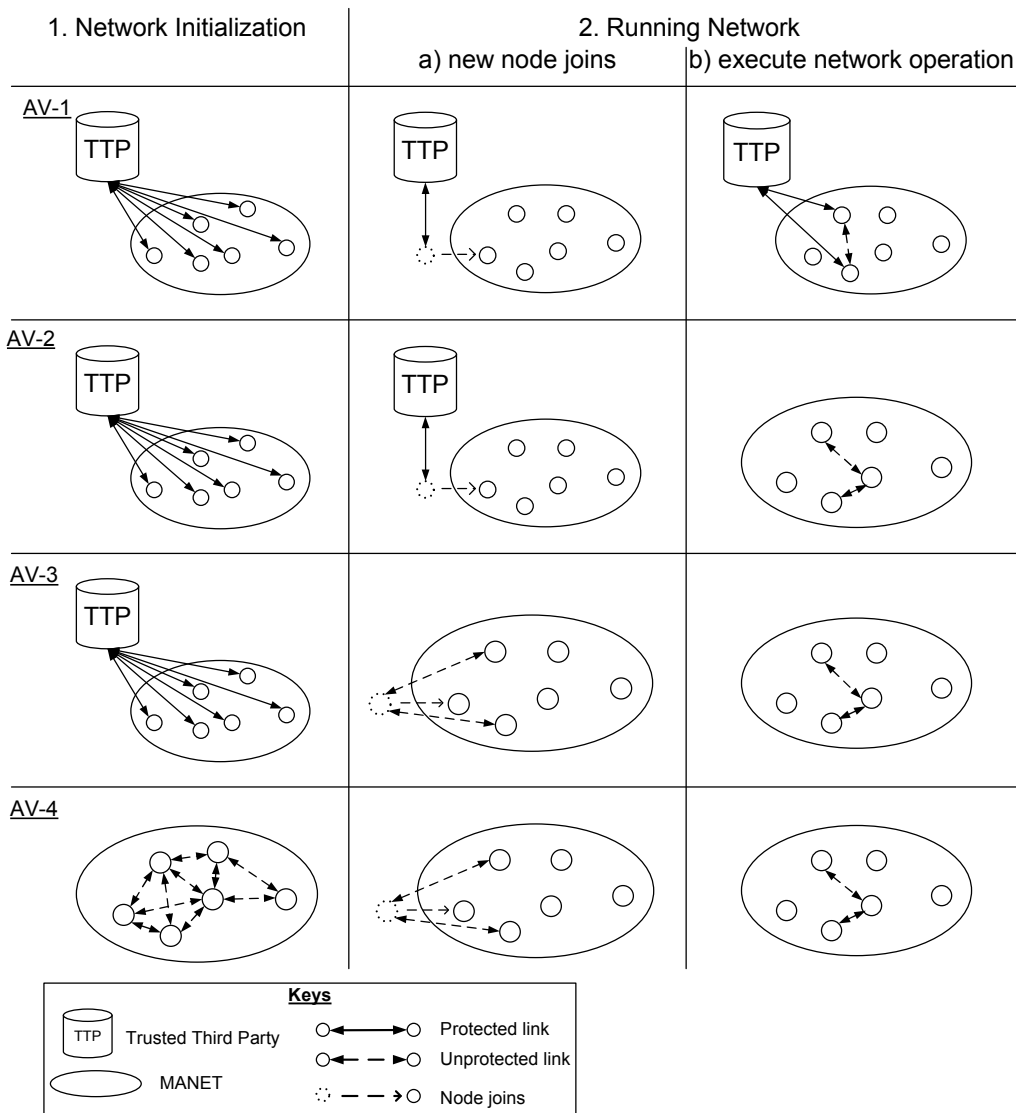 1. Network Initialization
2. Running Network
a) new node joins
b) execute network operation
AV-1
TTP
TTP
TTP
AV-2
TTP
TTP
AV-3
TTP
AV-4
Keys
TTP
Trusted Third Party
Protected link
Unprotected link
MANET
Node joins